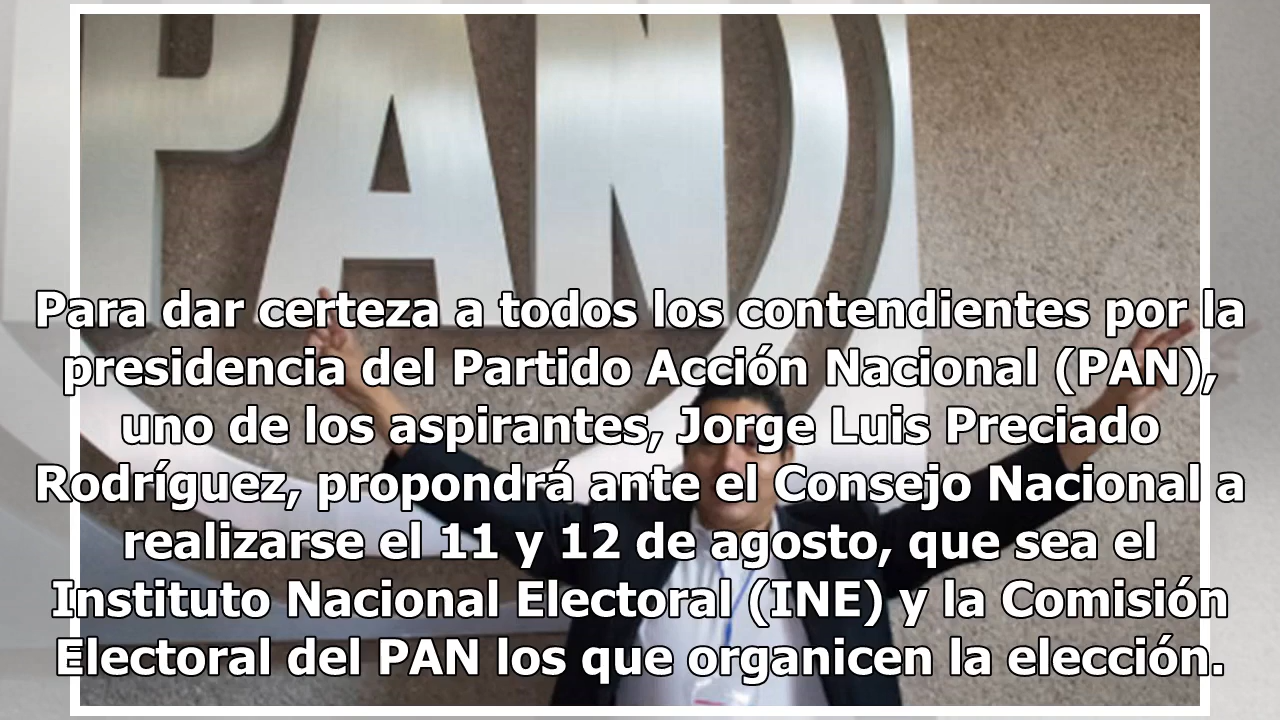 PAN
Para dar certeza a todos los contendientes por la
presidencia del Partido Acción Nacional (PAN),
uno de los aspirantes, Jorge Luis Preciado
Rodríguez, propondrá ante el Consejo Nacional a
realizarse el 11 y 12 de agosto, que sea el
Instituto Nacional Electoral (INE) y la Comisión
Electoral del PAN los que organicen la elección.